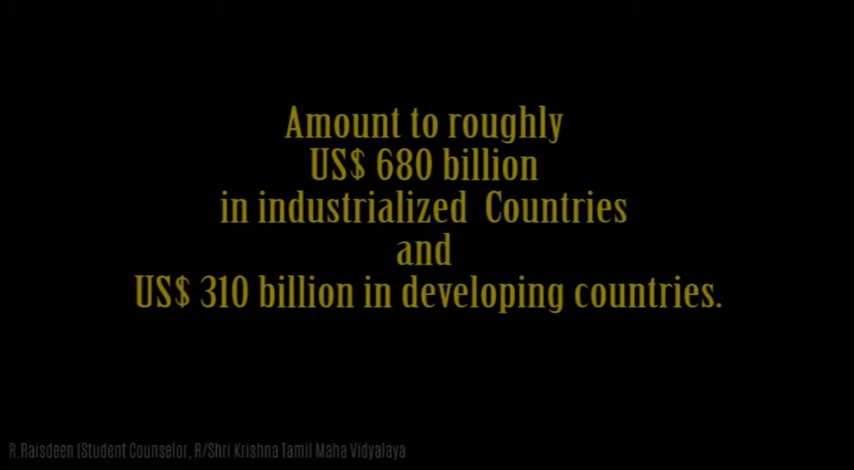 Amount to roughly
US$ 680 billion
in industrialized Countries
and
US$ 310 billion in developing countries.
R.Raisdeen (Student Counselor, R/Shri Krishna Tamil Maha Vidyalaya